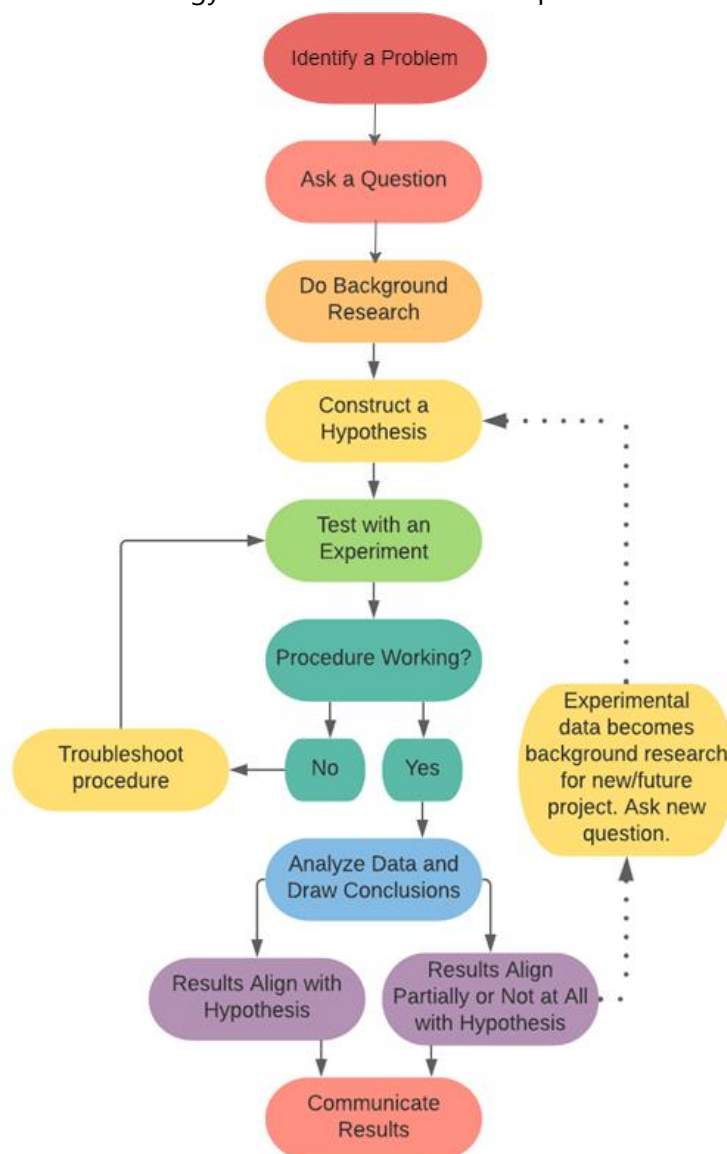 Identify a Problem
Ask a Question
Do Background
Research
Construct a
Hypothesis
Test with an
Experiment
Procedure Working?
Troubleshoot
procedure
No
Yes
Experimental
data becomes
background research
for new/future
project. Ask new
question.
Analyze Data and
Draw Conclusions
Results Align with
Hypothesis
Results Align
Partially or Not at All
with Hypothesis
Communicate
Results